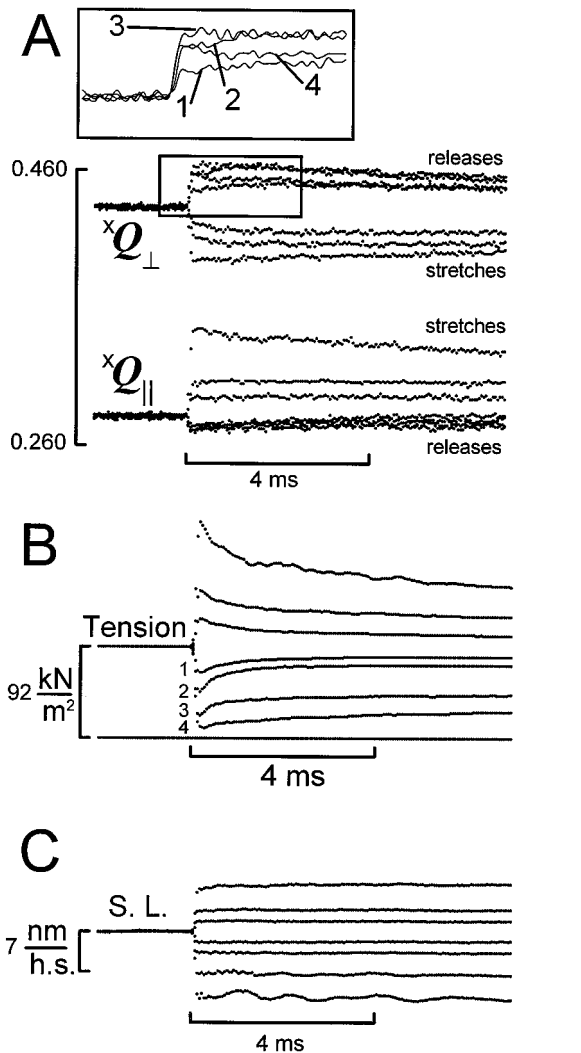 A
3
1
2
4
0.460
releases
xQ⊥
stretches
stretches
xQ||
0.260
releases
4 ms
B
Tension
1
92 kN/m²
2
3
4
4 ms
C
S. L.
7 nm/h.s.
4 ms